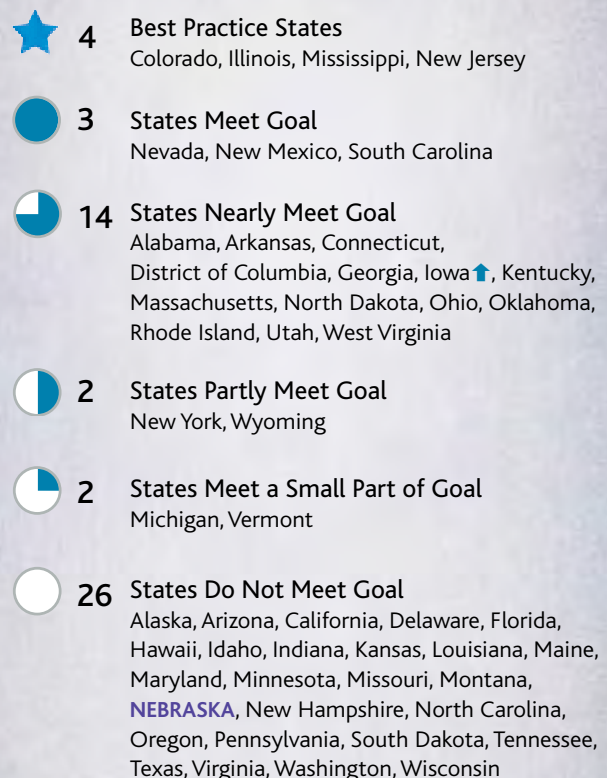 4 Best Practice States
Colorado, Illinois, Mississippi, New Jersey
3 States Meet Goal
Nevada, New Mexico, South Carolina
14 States Nearly Meet Goal
Alabama, Arkansas, Connecticut,
District of Columbia, Georgia, Iowa⬆, Kentucky,
Massachusetts, North Dakota, Ohio, Oklahoma,
Rhode Island, Utah, West Virginia
2 States Partly Meet Goal
New York, Wyoming
2 States Meet a Small Part of Goal
Michigan, Vermont
26 States Do Not Meet Goal
Alaska, Arizona, California, Delaware, Florida,
Hawaii, Idaho, Indiana, Kansas, Louisiana, Maine,
Maryland, Minnesota, Missouri, Montana,
NEBRASKA, New Hampshire, North Carolina,
Oregon, Pennsylvania, South Dakota, Tennessee,
Texas, Virginia, Washington, Wisconsin